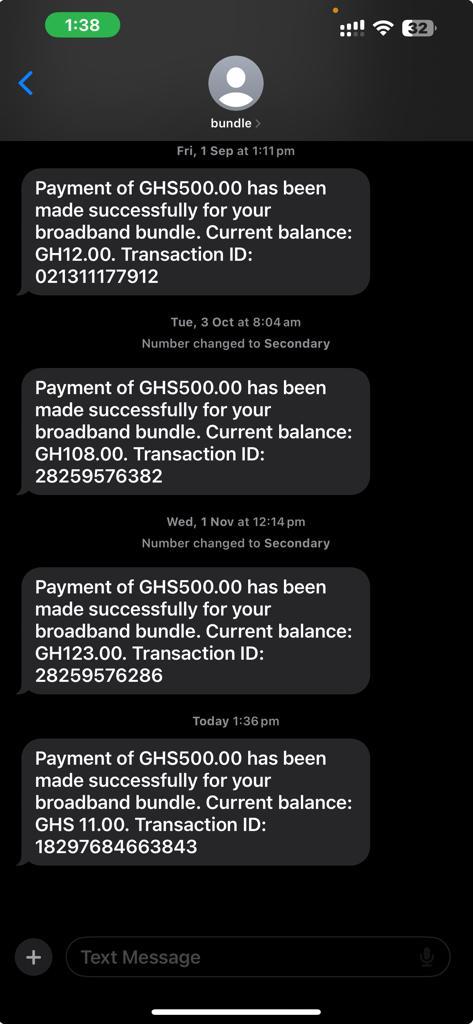 1:38
32
bundle
Fri, 1 Sep at 1:11 pm
Payment of GHS500.00 has been
made successfully for your
broadband bundle. Current balance:
GH12.00. Transaction ID:
021311177912
Tue, 3 Oct at 8:04 am
Number changed to Secondary
Payment of GHS500.00 has been
made successfully for your
broadband bundle. Current balance:
GH108.00. Transaction ID:
28259576382
Wed, 1 Nov at 12:14 pm
Number changed to Secondary
Payment of GHS500.00 has been
made successfully for your
broadband bundle. Current balance:
GH123.00. Transaction ID:
28259576286
Today 1:36 pm
Payment of GHS500.00 has been
made successfully for your
broadband bundle. Current balance:
GHS 11.00. Transaction ID:
18297684663843
Text Message